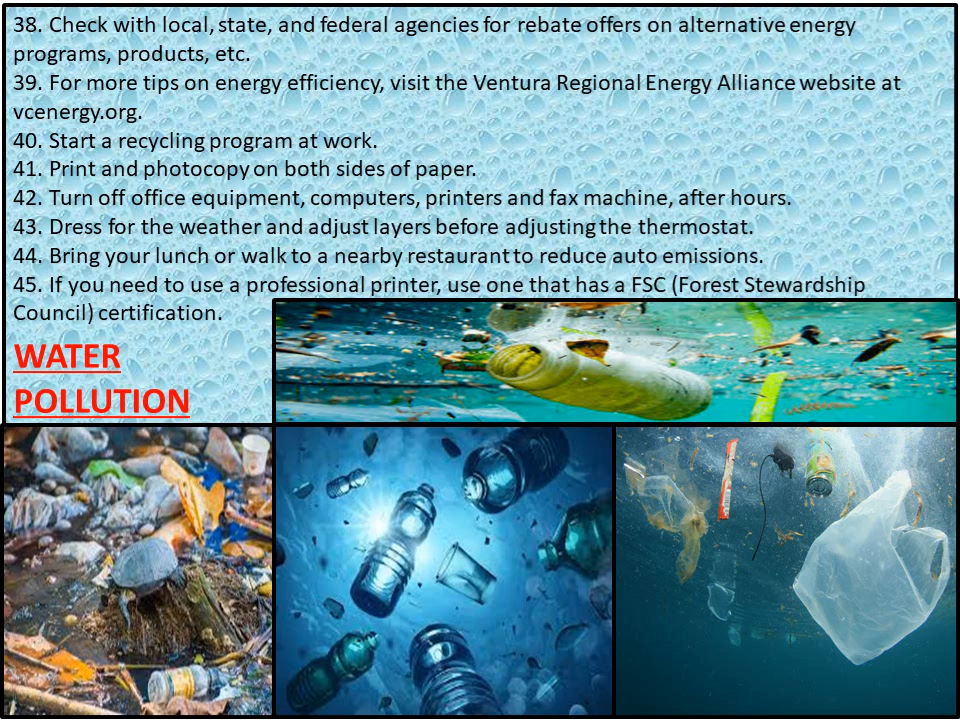 38. Check with local, state, and federal agencies for rebate offers on alternative energy
programs, products, etc.
39. For more tips on energy efficiency, visit the Ventura Regional Energy Alliance website at
vcenergy.org.
40. Start a recycling program at work.
41. Print and photocopy on both sides of paper.
42. Turn off office equipment, computers, printers and fax machine, after hours.
43. Dress for the weather and adjust layers before adjusting the thermostat.
44. Bring your lunch or walk to a nearby restaurant to reduce auto emissions.
45. If you need to use a professional printer, use one that has a FSC (Forest Stewardship
Council) certification.
WATER
POLLUTION